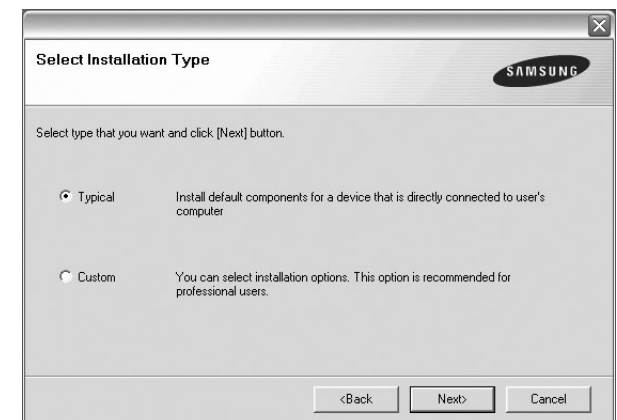 Select Installation Type
SAMSUNG
Select type that you want and click [Next] button.
Typical
Install default components for a device that is directly connected to user's
computer
Custom
You can select installation options. This option is recommended for
professional users.
<Back
Next>
Cancel